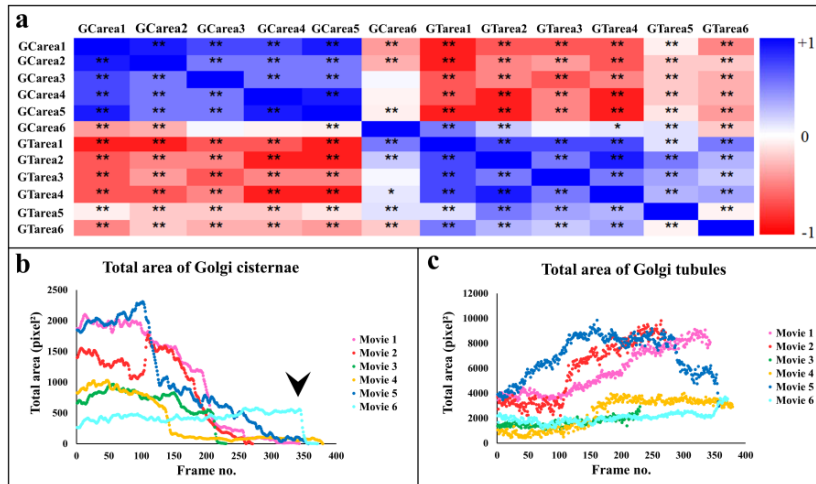 a
GCarea1 GCarea2 GCarea3 GCarea4 GCarea5 GCarea6 GTarea1 GTarea2 GTarea3 GTarea4 GTarea5 GTarea6
GCarea1 ** ** ** ** ** ** ** ** ** ** **
GCarea2 ** ** ** ** ** ** ** ** ** ** **
GCarea3 ** ** ** ** ** ** ** ** ** **
GCarea4 ** ** ** ** ** ** ** ** ** **
GCarea5 ** ** ** ** ** ** ** ** ** ** **
GCarea6 ** ** ** ** ** * ** **
GTarea1 ** ** ** ** ** ** ** ** ** ** **
GTarea2 ** ** ** ** ** ** ** ** ** ** **
GTarea3 ** ** ** ** ** ** ** ** ** **
GTarea4 ** ** ** ** ** * ** ** ** ** **
GTarea5 ** ** ** ** ** ** ** ** ** ** **
GTarea6 ** ** ** ** ** ** ** ** ** ** **
+1
0
-1
b
Total area of Golgi cisternae
Total area (pixel²)
2500
2000
1500
1000
500
0
0 50 100 150 200 250 300 350 400
Frame no.
Movie 1
Movie 2
Movie 3
Movie 4
Movie 5
Movie 6
c
Total area of Golgi tubules
Total area (pixel²)
12000
10000
8000
6000
4000
2000
0
0 50 100 150 200 250 300 350 400
Frame no.
Movie 1
Movie 2
Movie 3
Movie 4
Movie 5
Movie 6